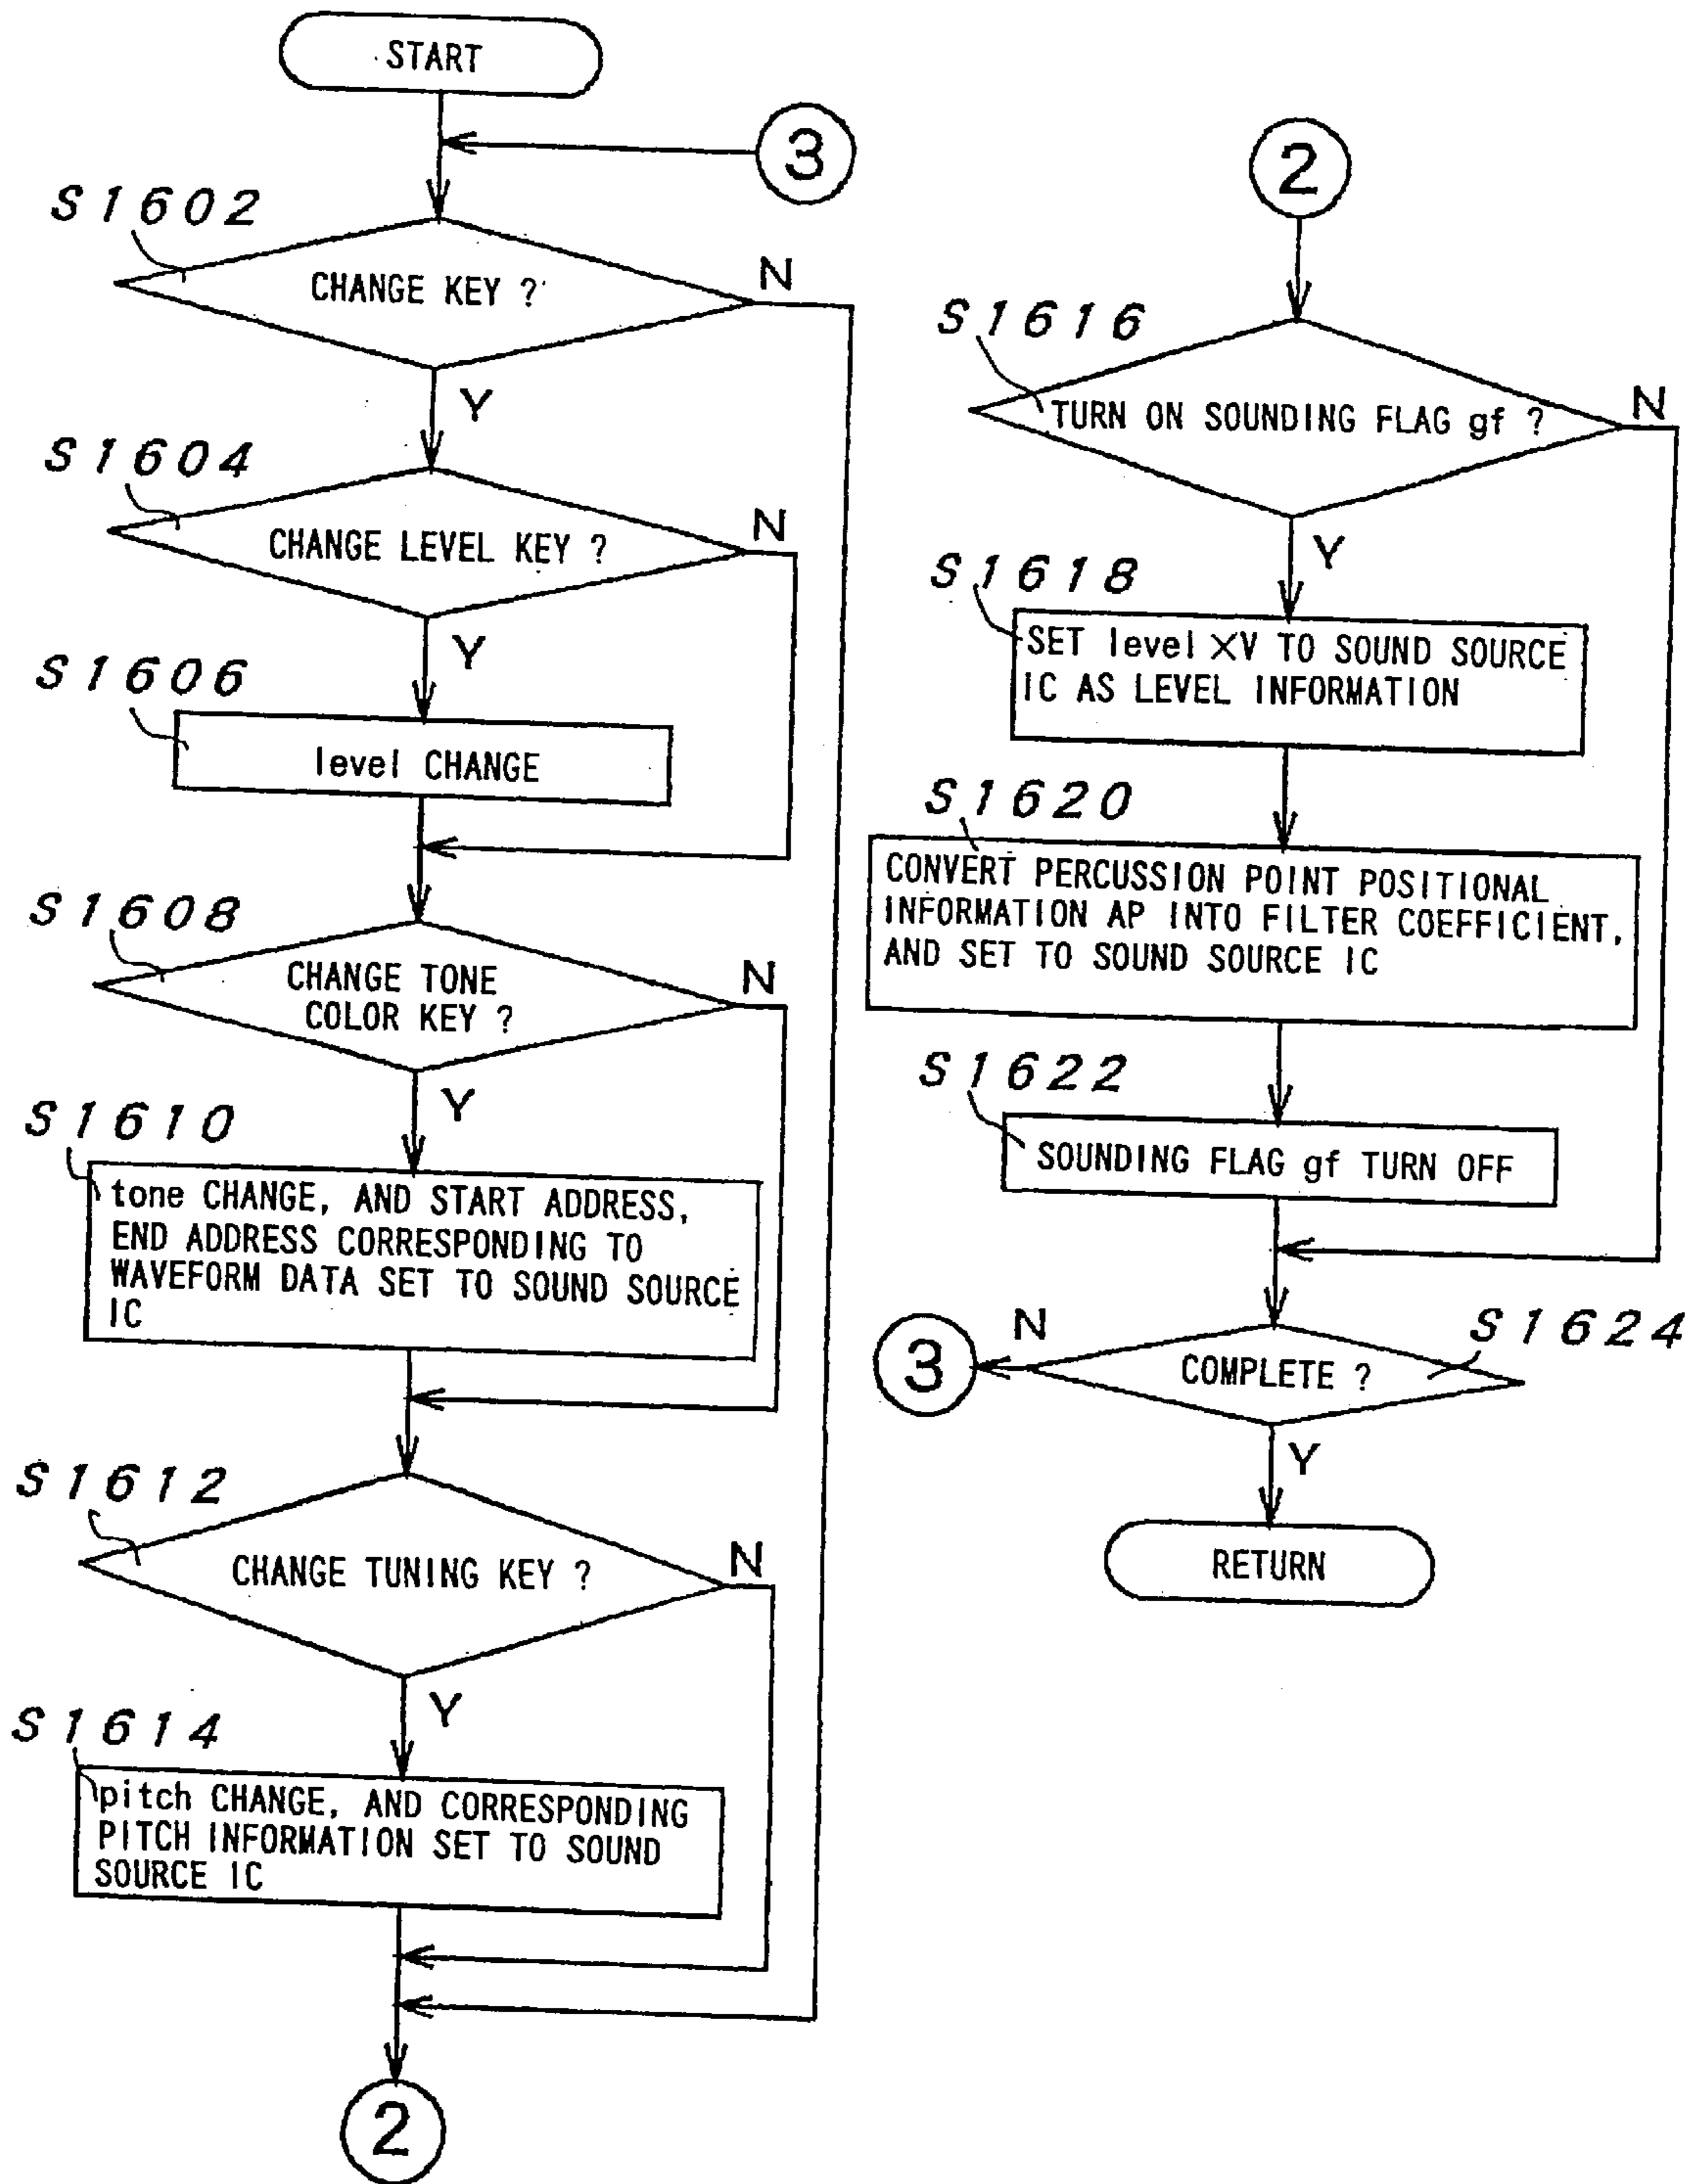 START
3
S1602
CHANGE KEY ?
N
Y
S1604
CHANGE LEVEL KEY ?
N
Y
S1606
level CHANGE
S1608
CHANGE TONE
COLOR KEY ?
N
Y
S1610
tone CHANGE, AND START ADDRESS,
END ADDRESS CORRESPONDING TO
WAVEFORM DATA SET TO SOUND SOURCE
IC
S1612
CHANGE TUNING KEY ?
N
Y
S1614
pitch CHANGE, AND CORRESPONDING
PITCH INFORMATION SET TO SOUND
SOURCE IC
2
2
S1616
TURN ON SOUNDING FLAG gf ?
N
Y
S1618
SET level XV TO SOUND SOURCE
IC AS LEVEL INFORMATION
S1620
CONVERT PERCUSSION POINT POSITIONAL
INFORMATION AP INTO FILTER COEFFICIENT,
AND SET TO SOUND SOURCE IC
S1622
SOUNDING FLAG gf TURN OFF
S1624
COMPLETE ?
N
3
Y
RETURN